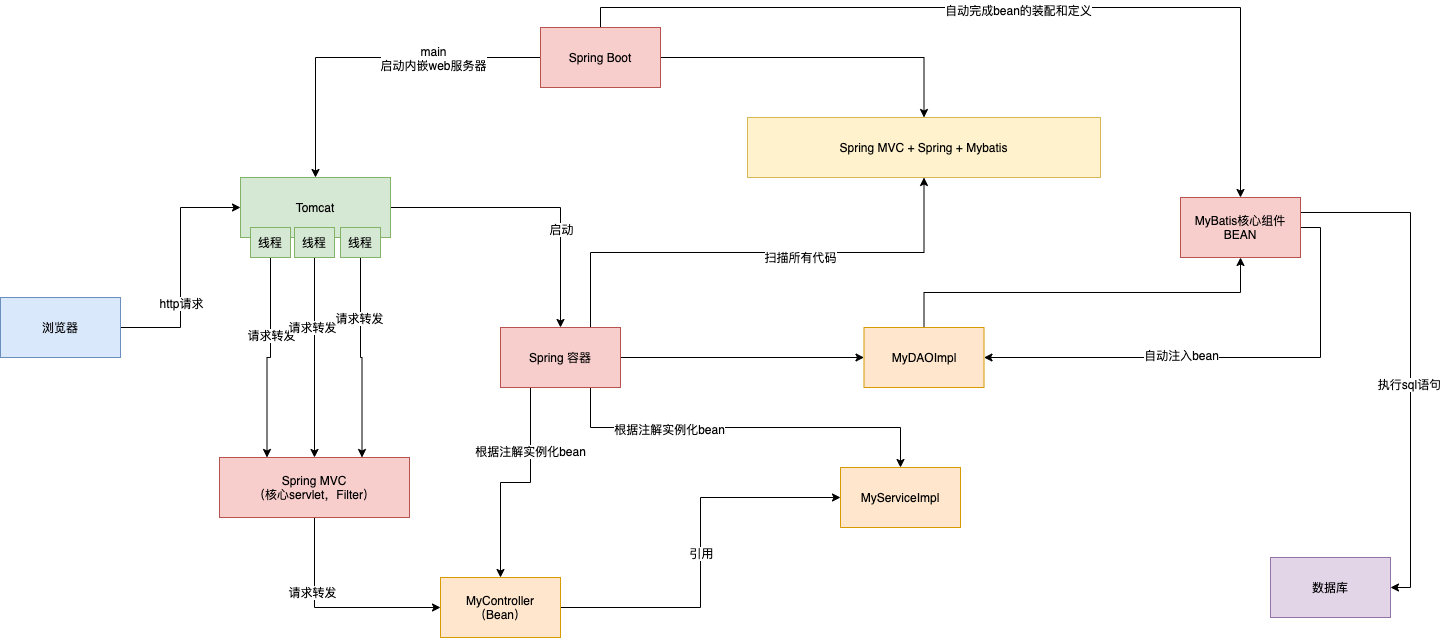 自动完成bean的装配和定义
main
启动内嵌web服务器
Spring Boot
Spring MVC + Spring + Mybatis
Tomcat
线程
线程
线程
启动
扫描所有代码
MyBatis核心组件
BEAN
http请求
浏览器
请求转发
请求转发
请求转发
Spring 容器
MyDAOImpl
自动注入bean
执行sql语句
根据注解实例化bean
根据注解实例化bean
Spring MVC
（核心servlet，Filter）
MyServiceImpl
引用
请求转发
MyController
（Bean）
数据库